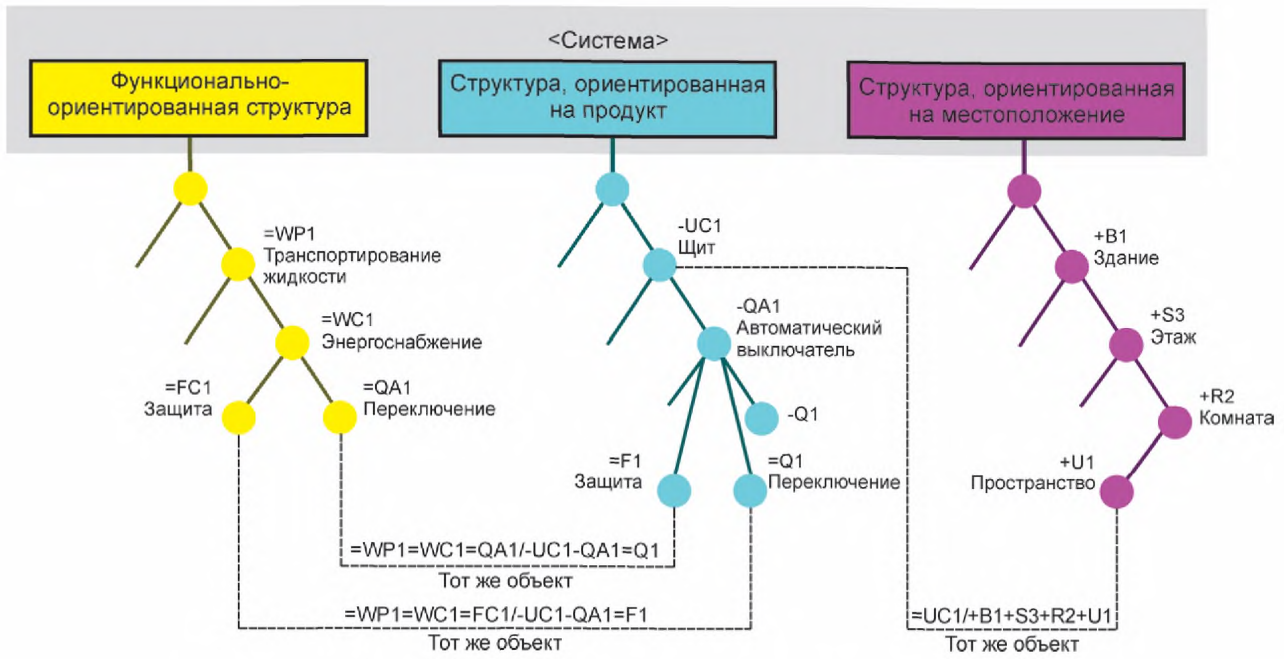 <Система>
Функционально-
ориентированная структура
Структура, ориентированная
на продукт
Структура, ориентированная
на местоположение
=WP1
Транспортирование
жидкости
=WC1
Энергоснабжение
=FC1
Защита
=QA1
Переключение
-UC1
Щит
-QA1
Автоматический
выключатель
-Q1
=F1
Защита
=Q1
Переключение
+B1
Здание
+S3
Этаж
+R2
Комната
+U1
Пространство
=WP1=WC1=QA1/-UC1-QA1=Q1
Тот же объект
=WP1=WC1=FC1/-UC1-QA1=F1
Тот же объект
=UC1/+B1+S3+R2+U1
Тот же объект